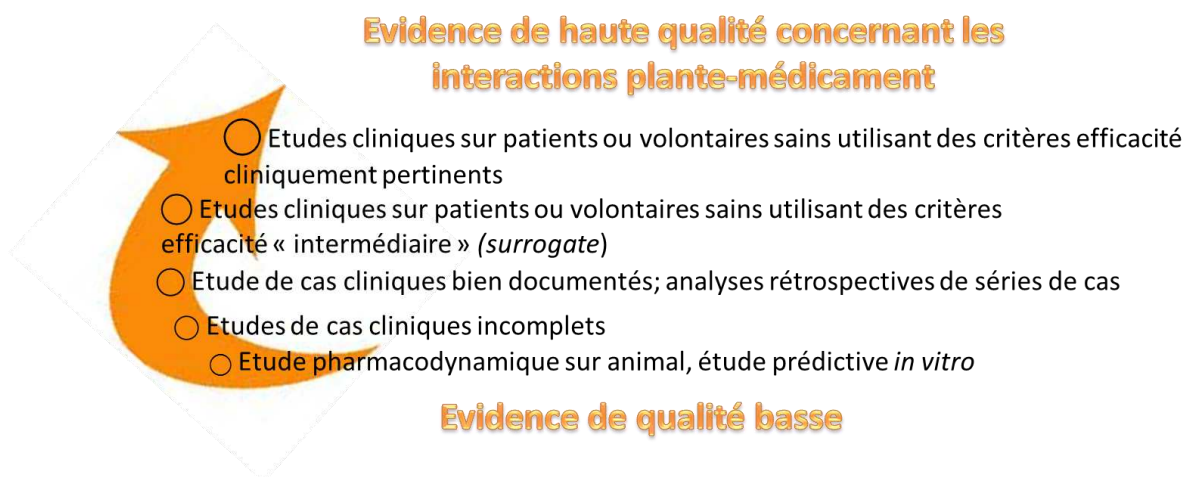 Evidence de haute qualité concernant les
interactions plante-médicament
Etudes cliniques sur patients ou volontaires sains utilisant des critères efficacité
cliniquement pertinents
Etudes cliniques sur patients ou volontaires sains utilisant des critères
efficacité « intermédiaire » (surrogate)
Etude de cas cliniques bien documentés; analyses rétrospectives de séries de cas
Etudes de cas cliniques incomplets
Etude pharmacodynamique sur animal, étude prédictive in vitro
Evidence de qualité basse